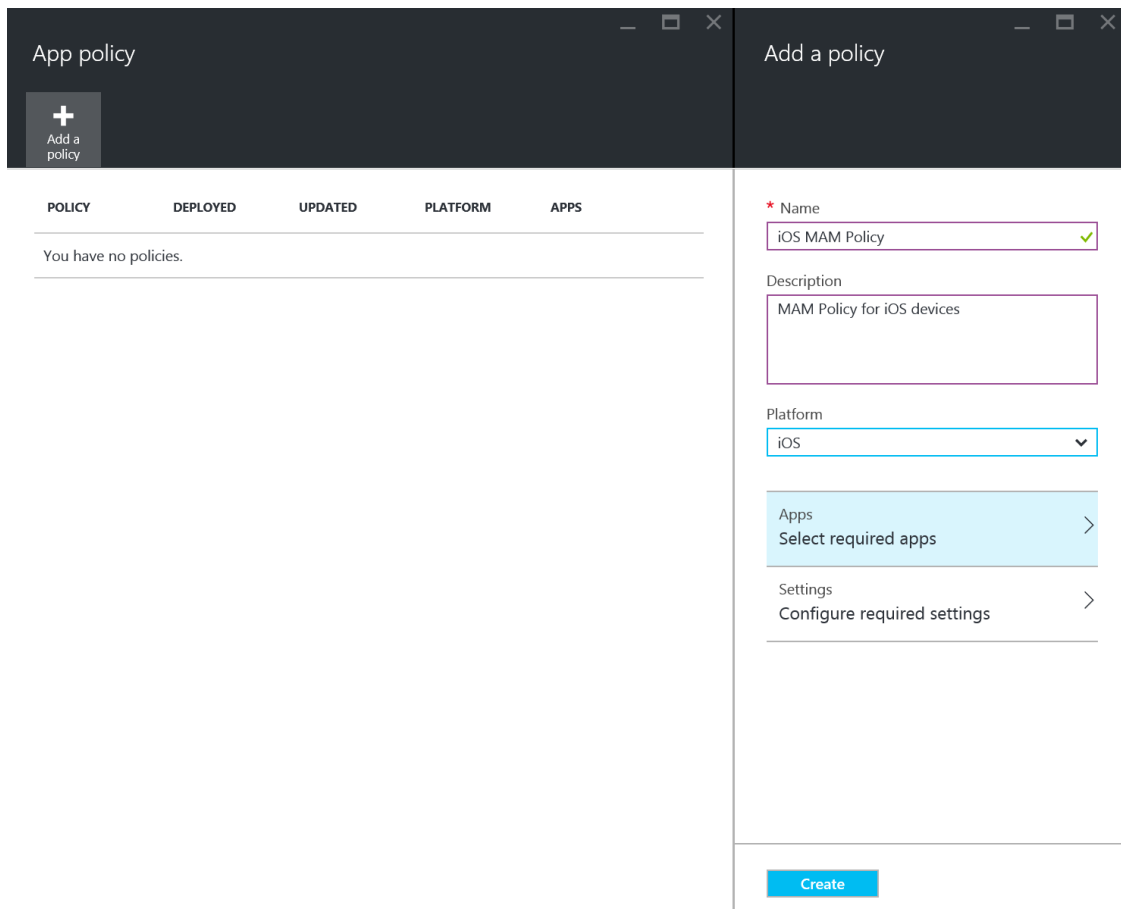 App policy
Add a
policy
POLICY DEPLOYED UPDATED PLATFORM APPS
You have no policies.
Add a policy
* Name
iOS MAM Policy
Description
MAM Policy for iOS devices
Platform
iOS
Apps
Select required apps
Settings
Configure required settings
Create